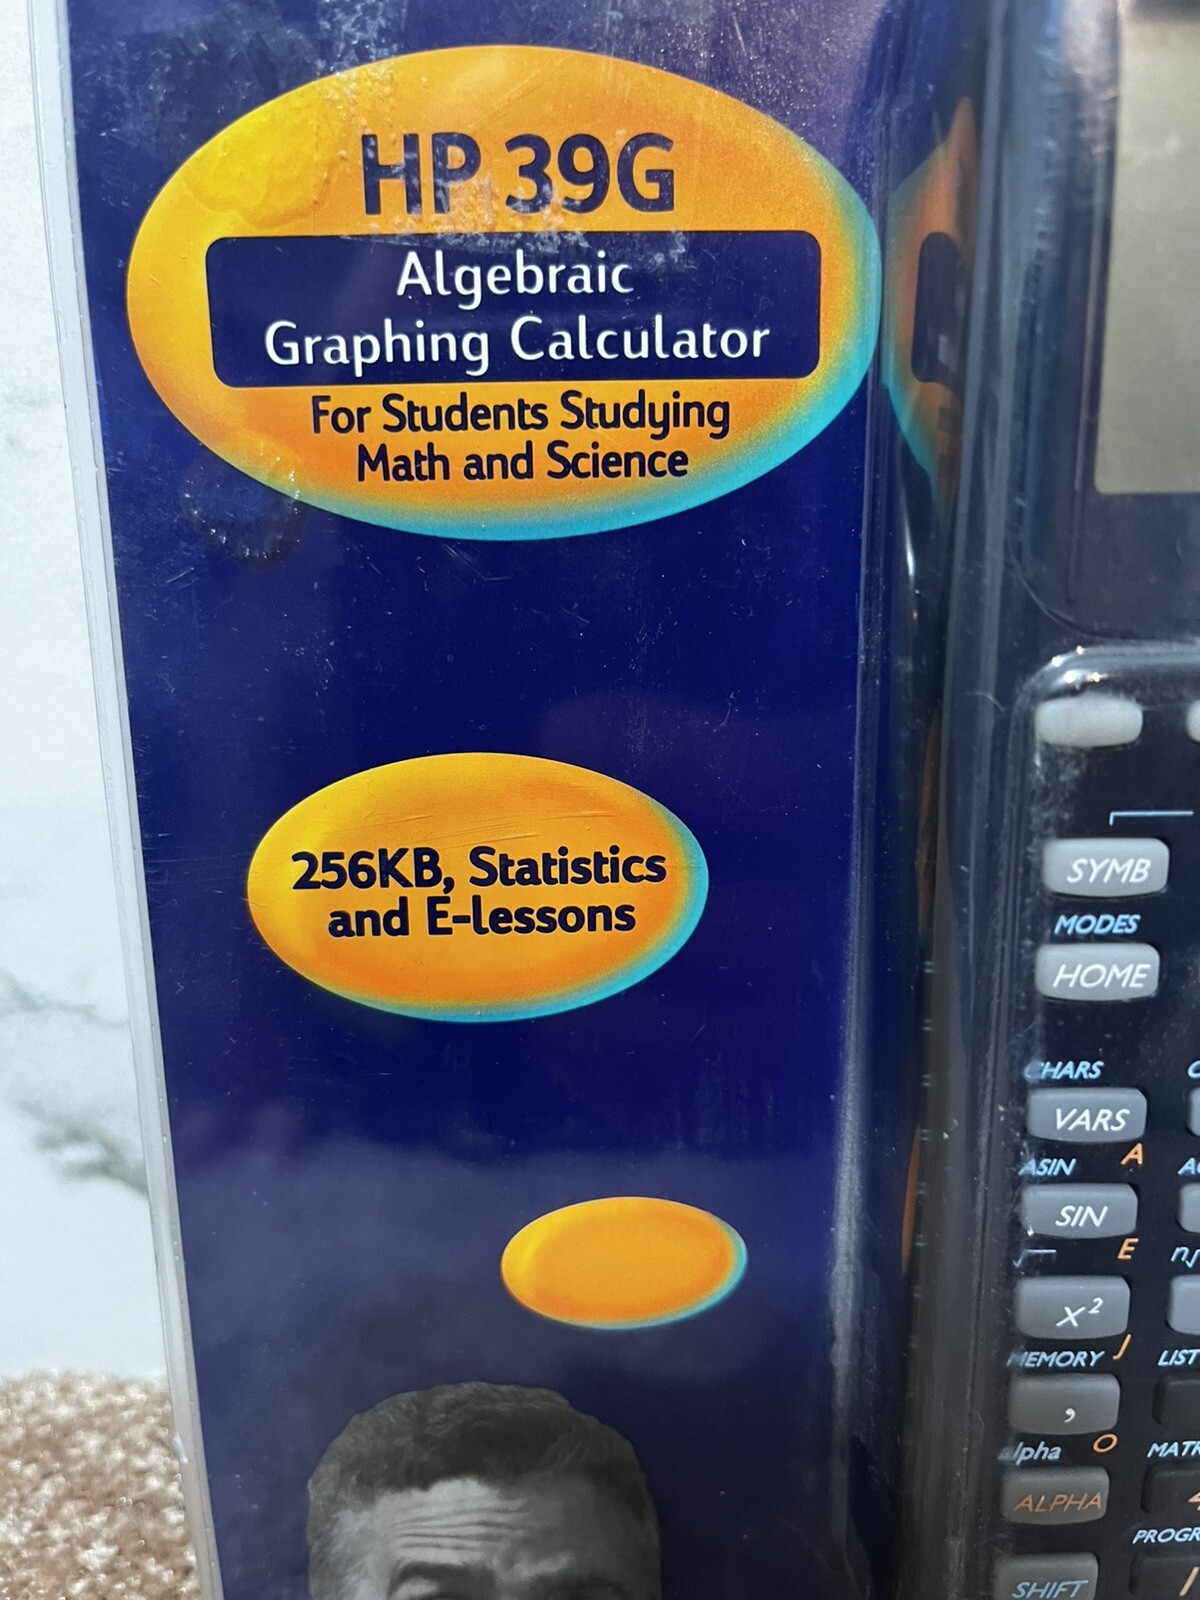 HP 39G
Algebraic
Graphing Calculator
For Students Studying
Math and Science
256KB, Statistics
and E-lessons
SYMB
MODES
HOME
CHARS
VARS
ASIN A
SIN
√ E
x²
MEMORY J LIST
,
alpha O
ALPHA
SHIFT